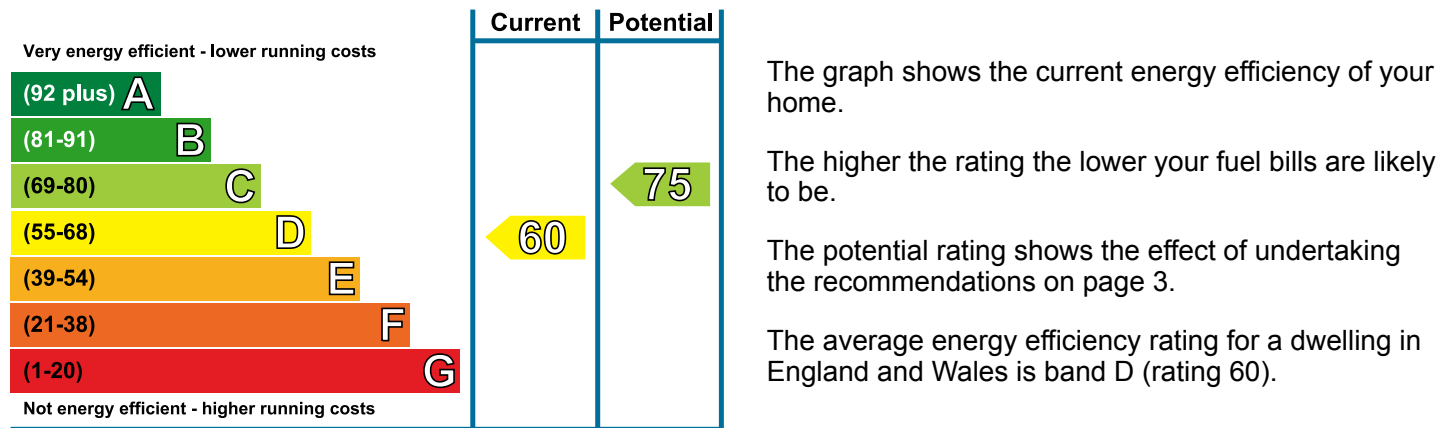 Current Potential
Very energy efficient - lower running costs
(92 plus) A
(81-91) B
(69-80) C
75
(55-68) D
60
(39-54) E
(21-38) F
(1-20) G
Not energy efficient - higher running costs
The graph shows the current energy efficiency of your
home.
The higher the rating the lower your fuel bills are likely
to be.
The potential rating shows the effect of undertaking
the recommendations on page 3.
The average energy efficiency rating for a dwelling in
England and Wales is band D (rating 60).